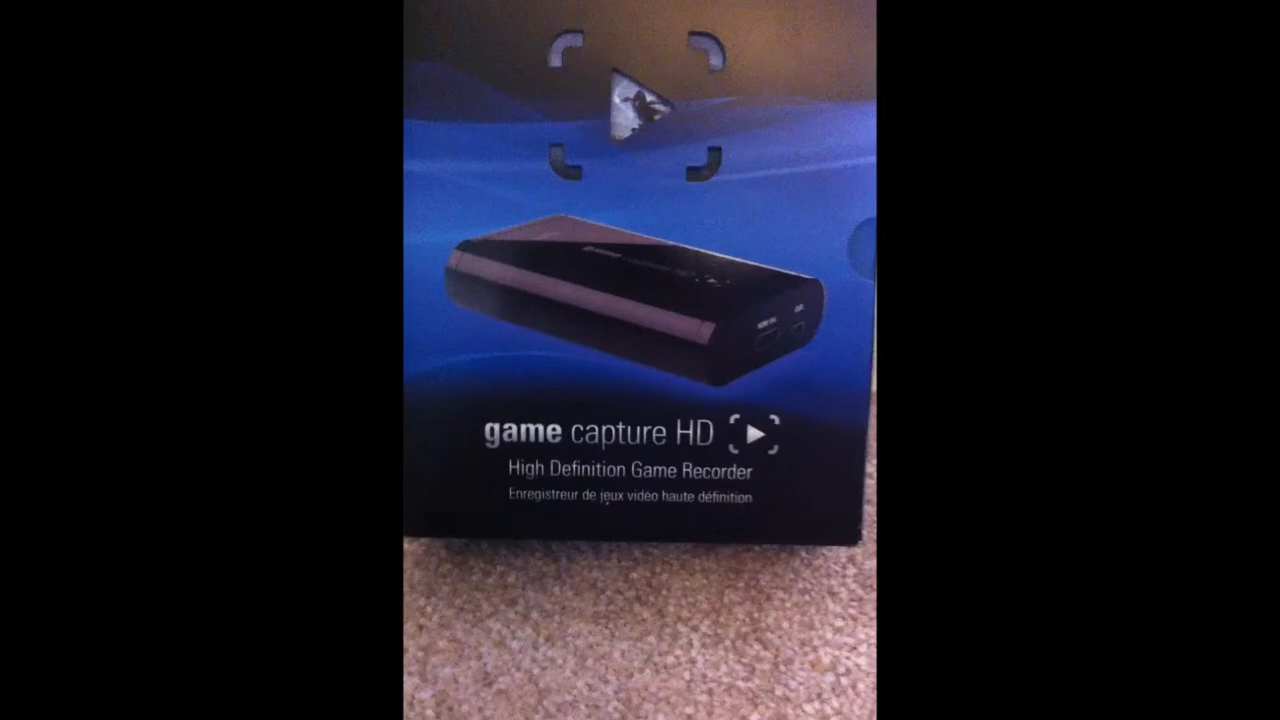 game capture HD
High Definition Game Recorder
Enregistreur de jeux vidéo haute définition